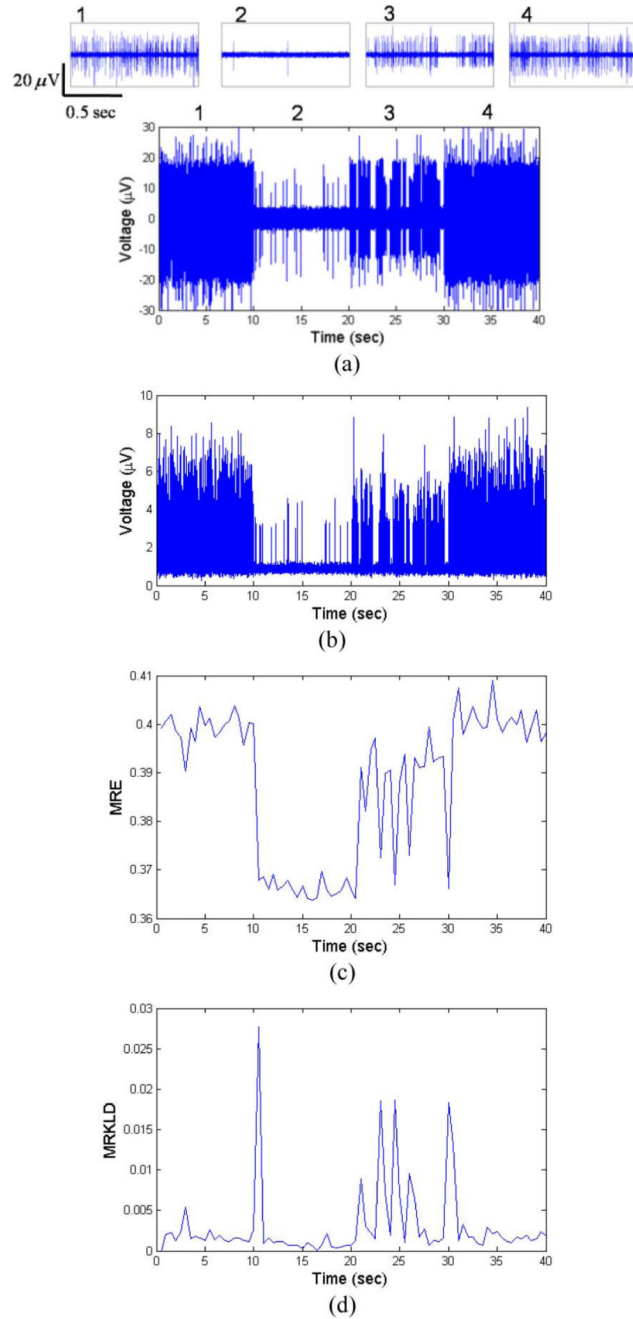 1 2 3 4
20 μV
0.5 sec
1 2 3 4
30
20
10
0
-10
-20
-30
Voltage (μV)
0 5 10 15 20 25 30 35 40
Time (sec)
(a)
10
8
6
4
2
0
Voltage (μV)
0 5 10 15 20 25 30 35 40
Time (sec)
(b)
0.41
0.4
0.39
0.38
0.37
0.36
MRE
0 5 10 15 20 25 30 35 40
Time (sec)
(c)
0.03
0.025
0.02
0.015
0.01
0.005
0
MRKLD
0 5 10 15 20 25 30 35 40
Time (sec)
(d)